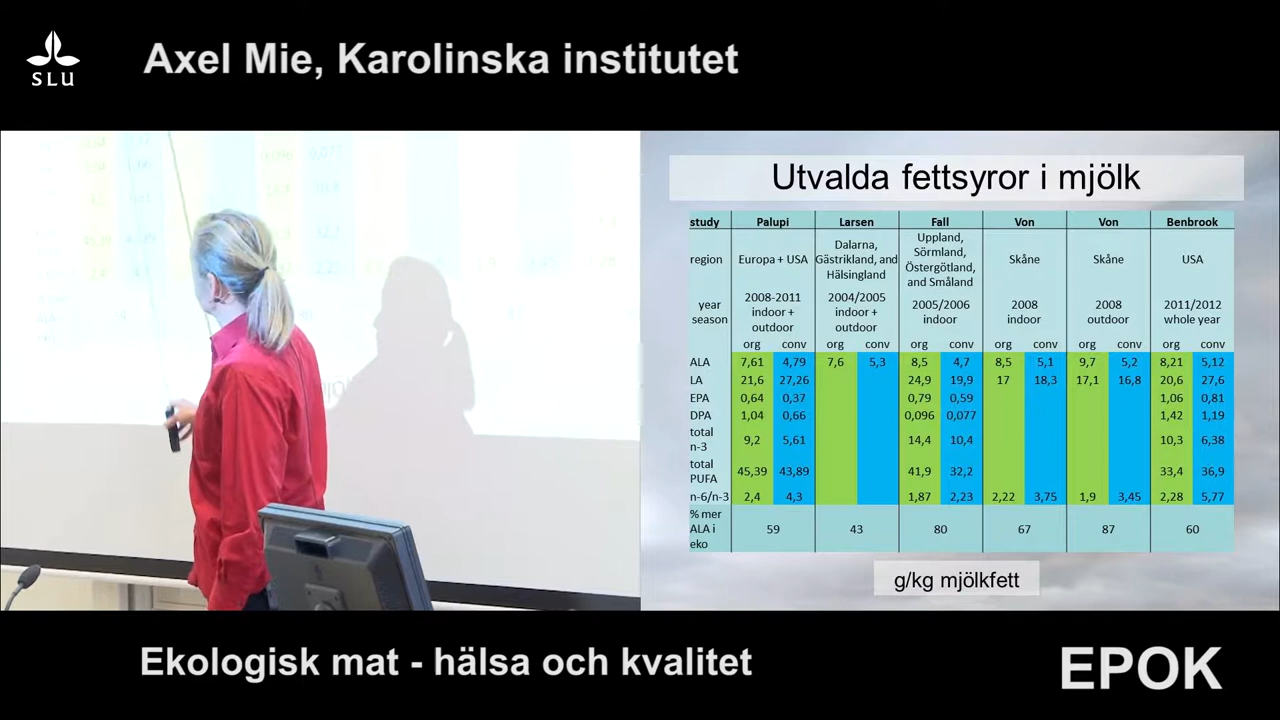 SLU
Axel Mie, Karolinska institutet
Utvalda fettsyror i mjölk
study Palupi Larsen Fall Von Von Benbrook
region Europa + USA Dalarna, Gästrikland, and Hälsingland Uppland, Sörmland, Östergötland, and Småland Skåne Skåne USA
year season 2008-2011 indoor + outdoor 2004/2005 indoor + outdoor 2005/2006 indoor 2008 indoor 2008 outdoor 2011/2012 whole year
org conv org conv org conv org conv org conv org conv
ALA 7,61 4,79 7,6 5,3 8,5 4,7 8,5 5,1 9,7 5,2 8,21 5,12
LA 21,6 27,26 24,9 19,9 17 18,3 17,1 16,8 20,6 27,6
EPA 0,64 0,37 0,79 0,59 1,06 0,81
DPA 1,04 0,66 0,096 0,077 1,42 1,19
total n-3 9,2 5,61 14,4 10,4 10,3 6,38
total PUFA 45,39 43,89 41,9 32,2 33,4 36,9
n-6/n-3 2,4 4,3 1,87 2,23 2,22 3,75 1,9 3,45 2,28 5,77
% mer ALA i eko 59 43 80 67 87 60
g/kg mjölkfett
Ekologisk mat - hälsa och kvalitet
EPOK